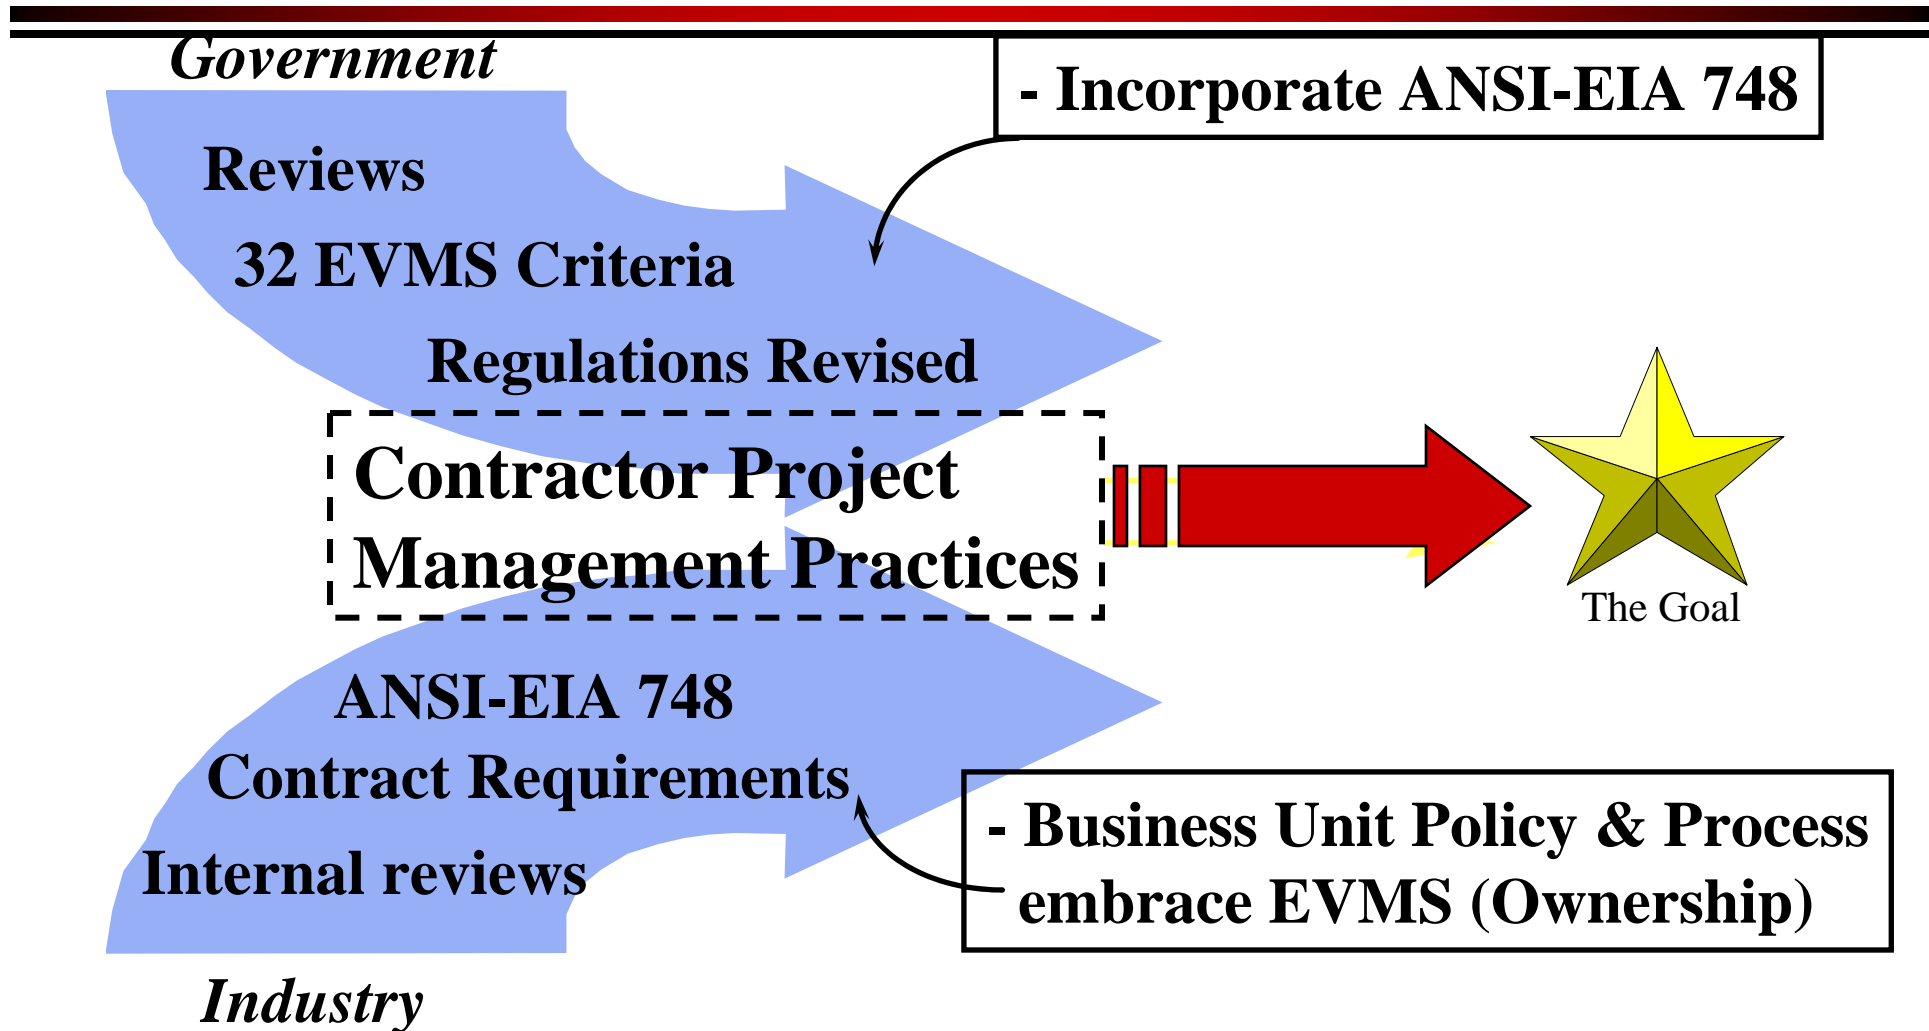 Government
- Incorporate ANSI-EIA 748
Reviews
32 EVMS Criteria
Regulations Revised
Contractor Project
Management Practices
The Goal
ANSI-EIA 748
Contract Requirements
- Business Unit Policy & Process
embrace EVMS (Ownership)
Internal reviews
Industry